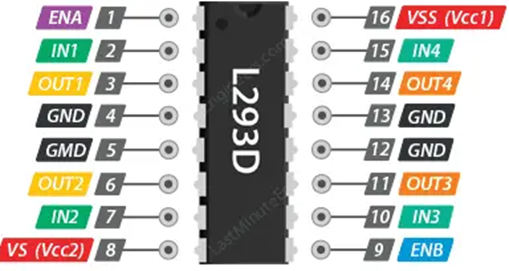 ENA 1
16 VSS (Vcc1)
IN1 2
15 IN4
OUT1 3
14 OUT4
GND 4
13 GND
GMD 5
12 GND
OUT2 6
11 OUT3
IN2 7
10 IN3
VS (Vcc2) 8
9 ENB
L293D